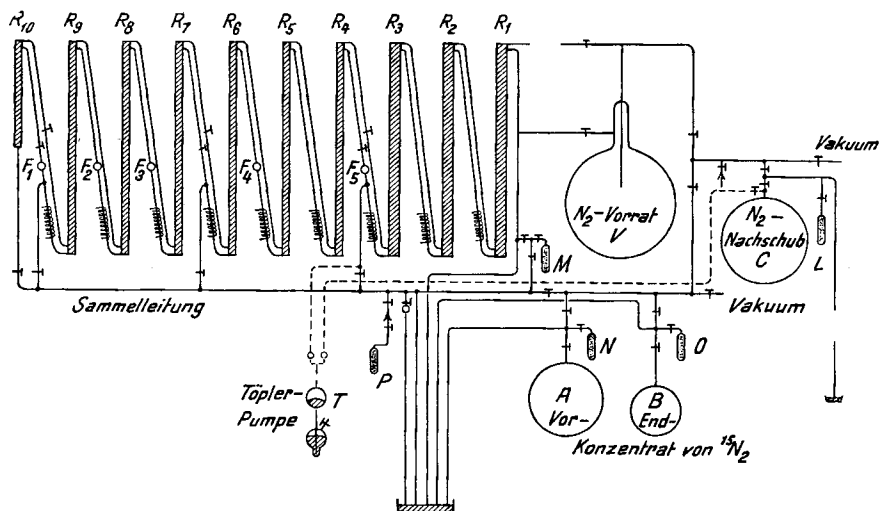 R10 R9 R8 R7 R6 R5 R4 R3 R2 R1
Vakuum
F1 F2 F3 F4 F5
N2-Vorrat
V
N2-
Nachschub
C
L
M
Sammelleitung
Vakuum
P
N
O
Töpler-
Pumpe
T
A
Vor-
B
End-
Konzentrat von 15N2